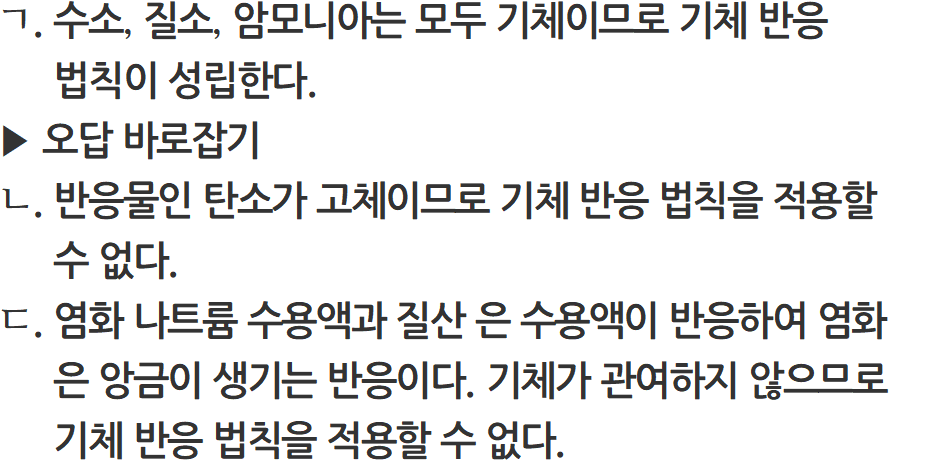 ㄱ. 수소, 질소, 암모니아는 모두 기체이므로 기체 반응
법칙이 성립한다.
▶ 오답 바로잡기
ㄴ. 반응물인 탄소가 고체이므로 기체 반응 법칙을 적용할
수 없다.
ㄷ. 염화 나트륨 수용액과 질산 은 수용액이 반응하여 염화
은 앙금이 생기는 반응이다. 기체가 관여하지 않으므로
기체 반응 법칙을 적용할 수 없다.